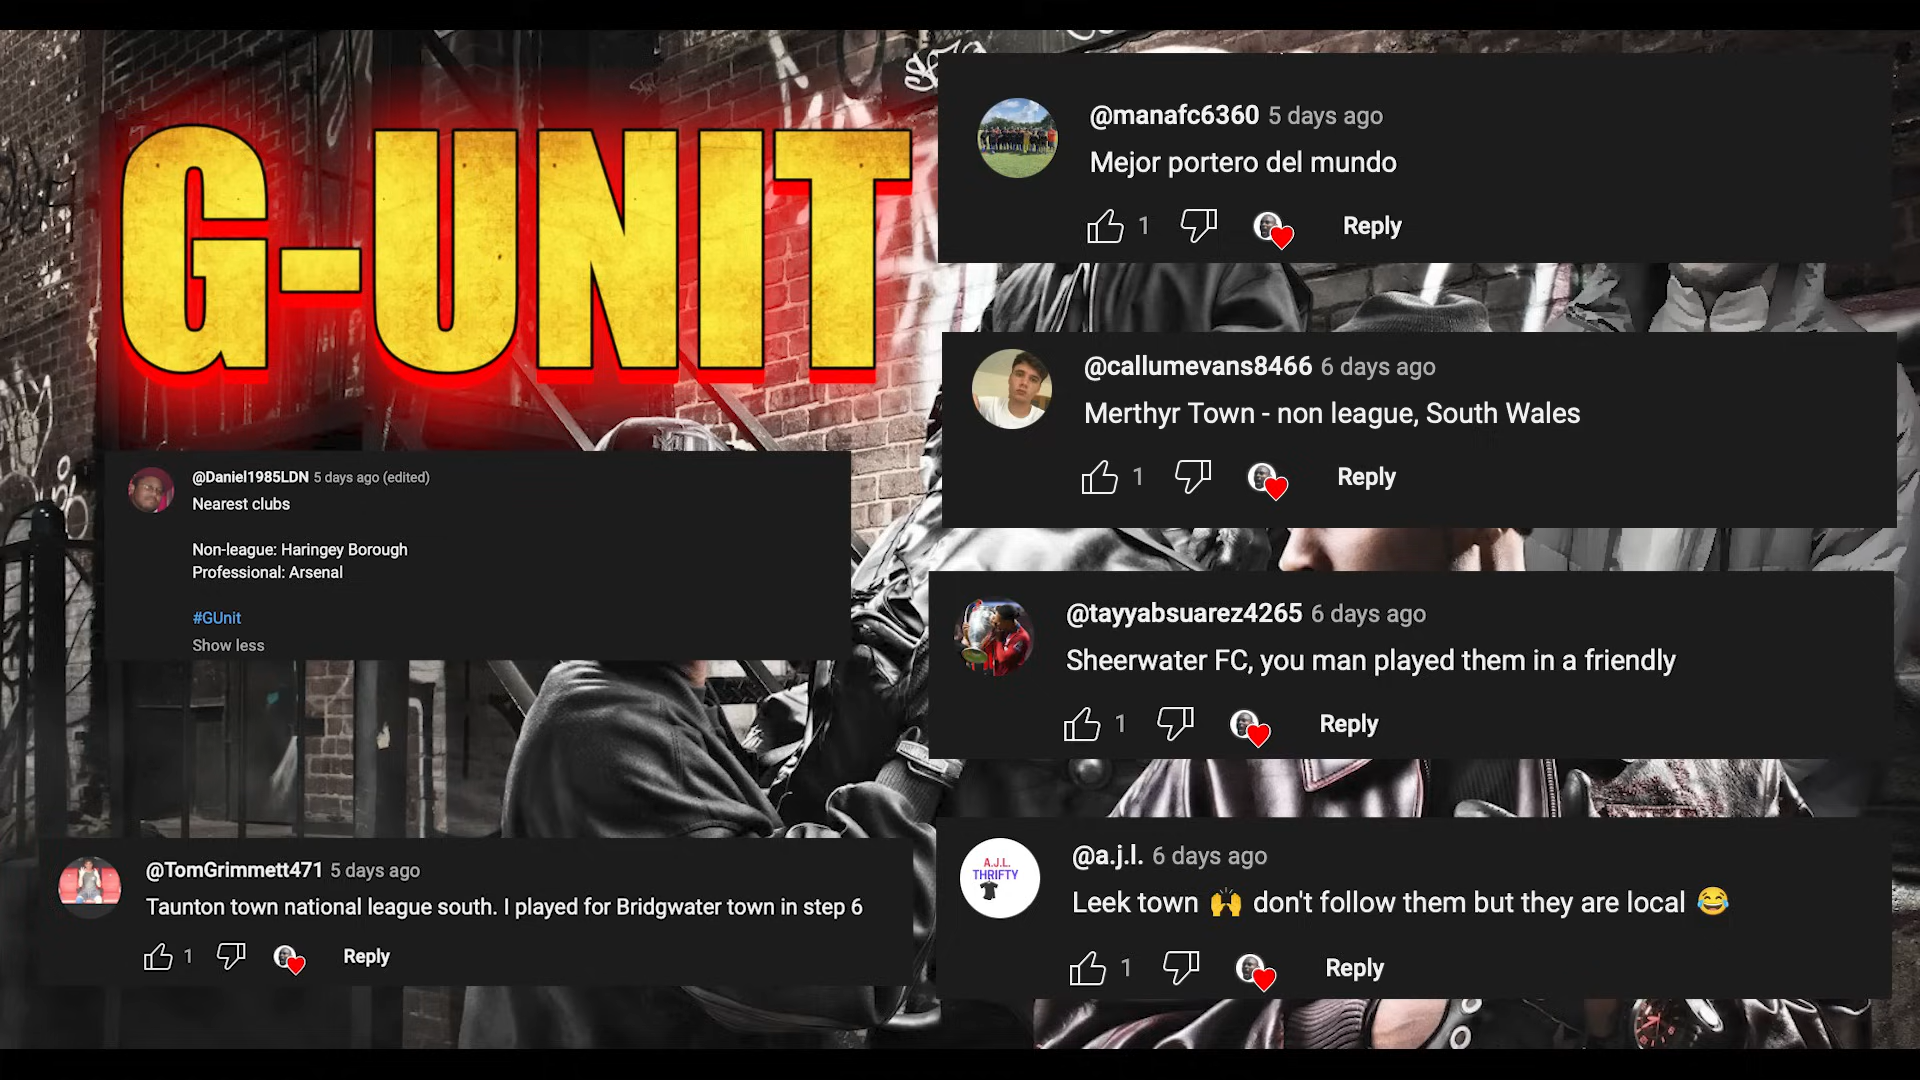 G-UNIT
@Daniel1985LDN 5 days ago (edited)
Nearest clubs
Non-league: Haringey Borough
Professional: Arsenal
#GUnit
Show less
@TomGrimmett471 5 days ago
Taunton town national league south. I played for Bridgwater town in step 6
1 Reply
@manafc6360 5 days ago
Mejor portero del mundo
1 Reply
@callumevans8466 6 days ago
Merthyr Town - non league, South Wales
1 Reply
@tayyabsuarez4265 6 days ago
Sheerwater FC, you man played them in a friendly
1 Reply
A.J.L.
THRIFTY
@a.j.l. 6 days ago
Leek town 🙌 don't follow them but they are local 😂
1 Reply